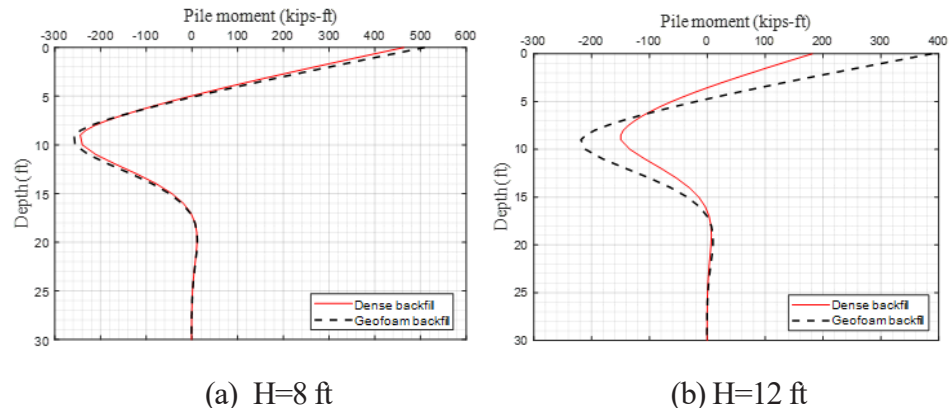 Pile moment (kips-ft)
-300 -200 -100 0 100 200 300 400 500 600
0
5
10
15
20
25
30
Depth(ft)
Dense backfill
Geofoam backfill
(a) H=8 ft
Pile moment (kips-ft)
-300 -200 -100 0 100 200 300 400
0
5
10
15
20
25
30
Depth(ft)
Dense backfill
Geofoam backfill
(b) H=12 ft